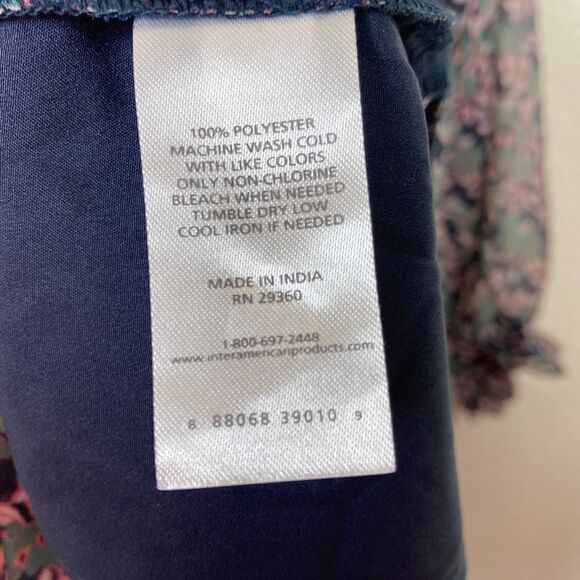 100% POLYESTER
MACHINE WASH COLD
WITH LIKE COLORS
ONLY NON-CHLORINE
BLEACH WHEN NEEDED
TUMBLE DRY LOW
COOL IRON IF NEEDED
MADE IN INDIA
RN 29360
1-800-697-2448
www.interamericanproducts.com
8 88068 39010 9